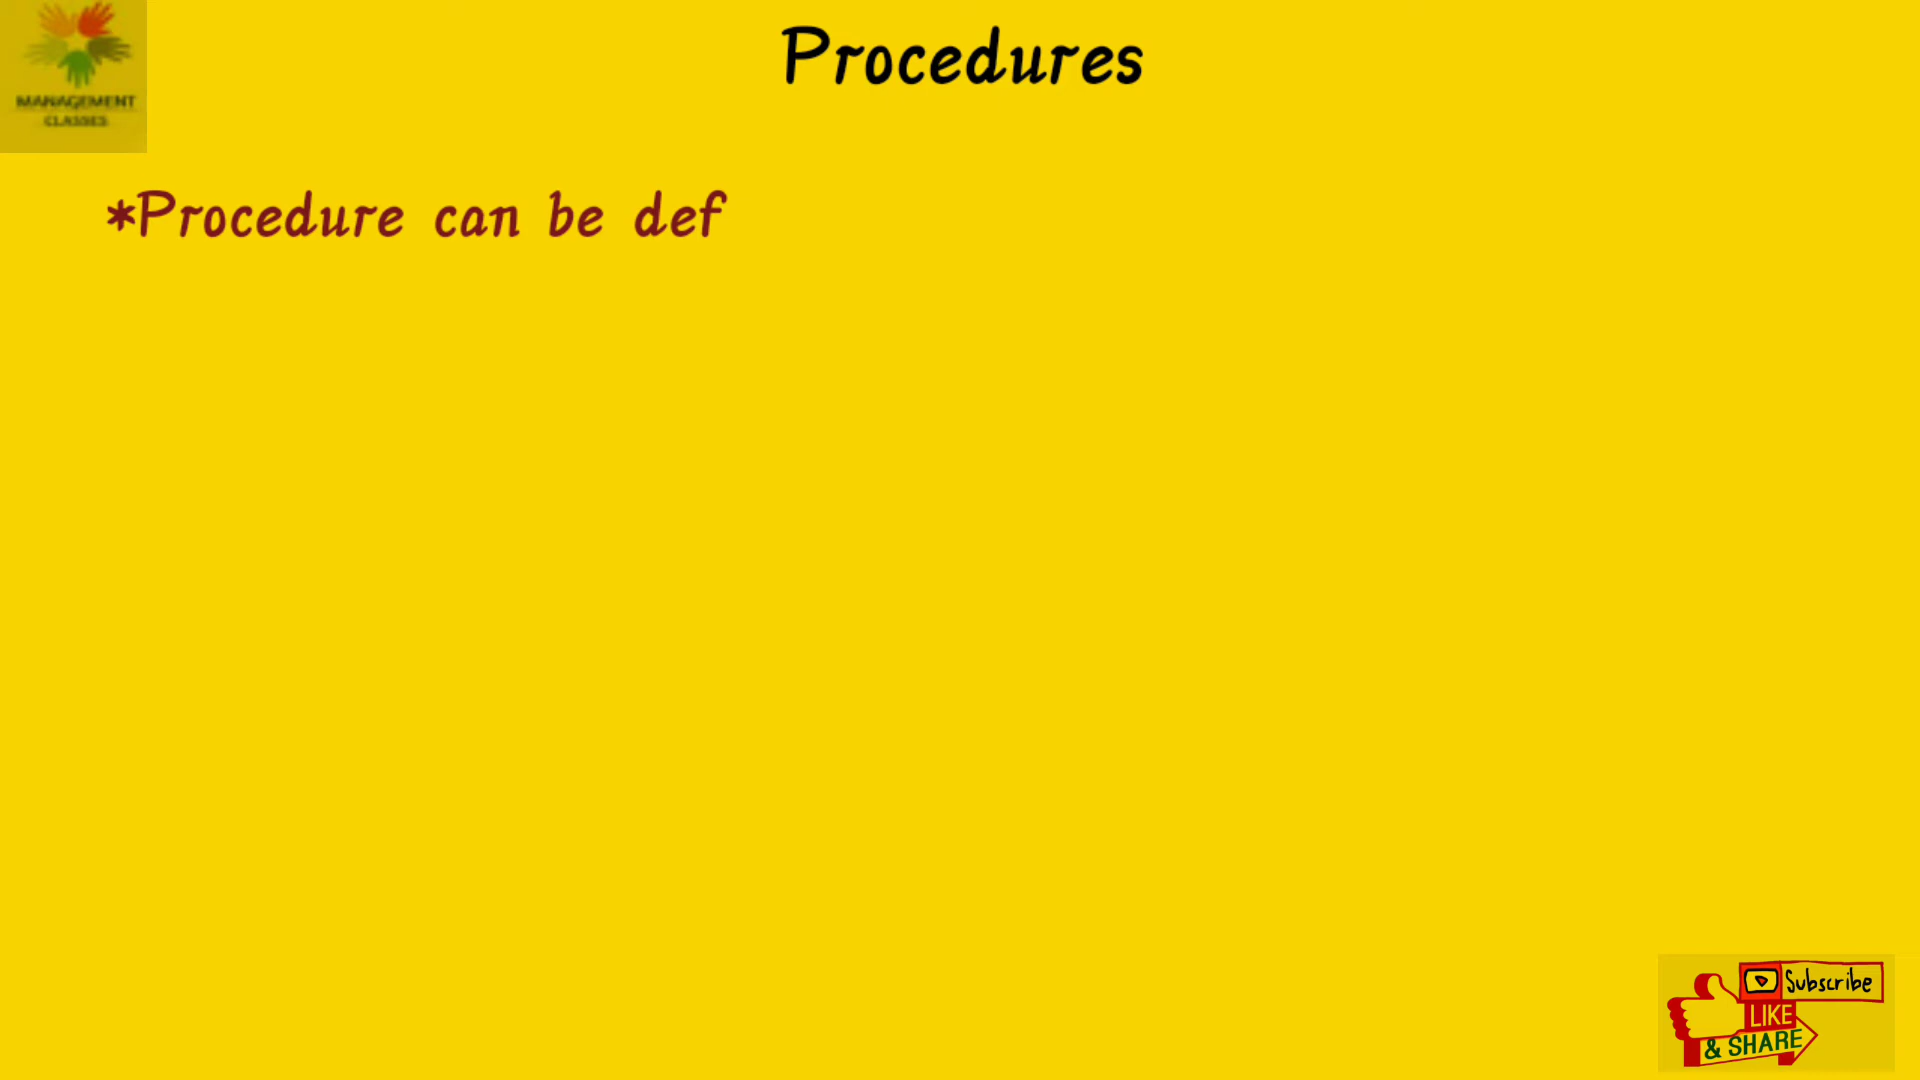 MANAGEMENT
CLASSES
Procedures
*Procedure can be def
Subscribe
LIKE
& SHARE